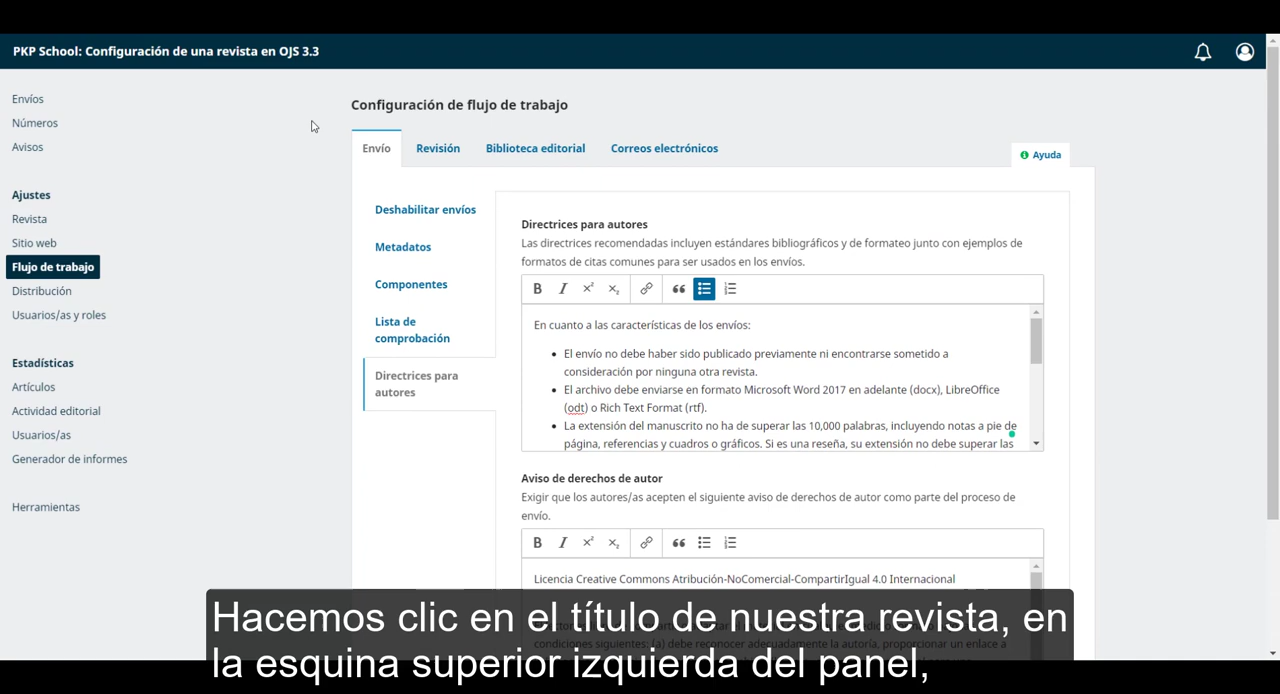 PKP School: Configuración de una revista en OJS 3.3
Envíos
Números
Avisos
Ajustes
Revista
Sitio web
Flujo de trabajo
Distribución
Usuarios/as y roles
Estadísticas
Artículos
Actividad editorial
Usuarios/as
Generador de informes
Herramientas
Configuración de flujo de trabajo
Envío
Revisión
Biblioteca editorial
Correos electrónicos
Ayuda
Deshabilitar envíos
Metadatos
Componentes
Lista de
comprobación
Directrices para
autores
Directrices para autores
Las directrices recomendadas incluyen estándares bibliográficos y de formateo junto con ejemplos de
formatos de citas comunes para ser usados en los envíos.
En cuanto a las características de los envíos:
El envío no debe haber sido publicado previamente ni encontrarse sometido a
consideración por ninguna otra revista.
El archivo debe enviarse en formato Microsoft Word 2017 en adelante (docx), LibreOffice
(odt) o Rich Text Format (rtf).
La extensión del manuscrito no ha de superar las 10,000 palabras, incluyendo notas a pie de
página, referencias y cuadros o gráficos. Si es una reseña, su extensión no debe superar las
Aviso de derechos de autor
Exigir que los autores/as acepten el siguiente aviso de derechos de autor como parte del proceso de
envío.
Licencia Creative Commons Atribución-NoComercial-CompartirIgual 4.0 Internacional
Hacemos clic en el título de nuestra revista, en
la esquina superior izquierda del panel,